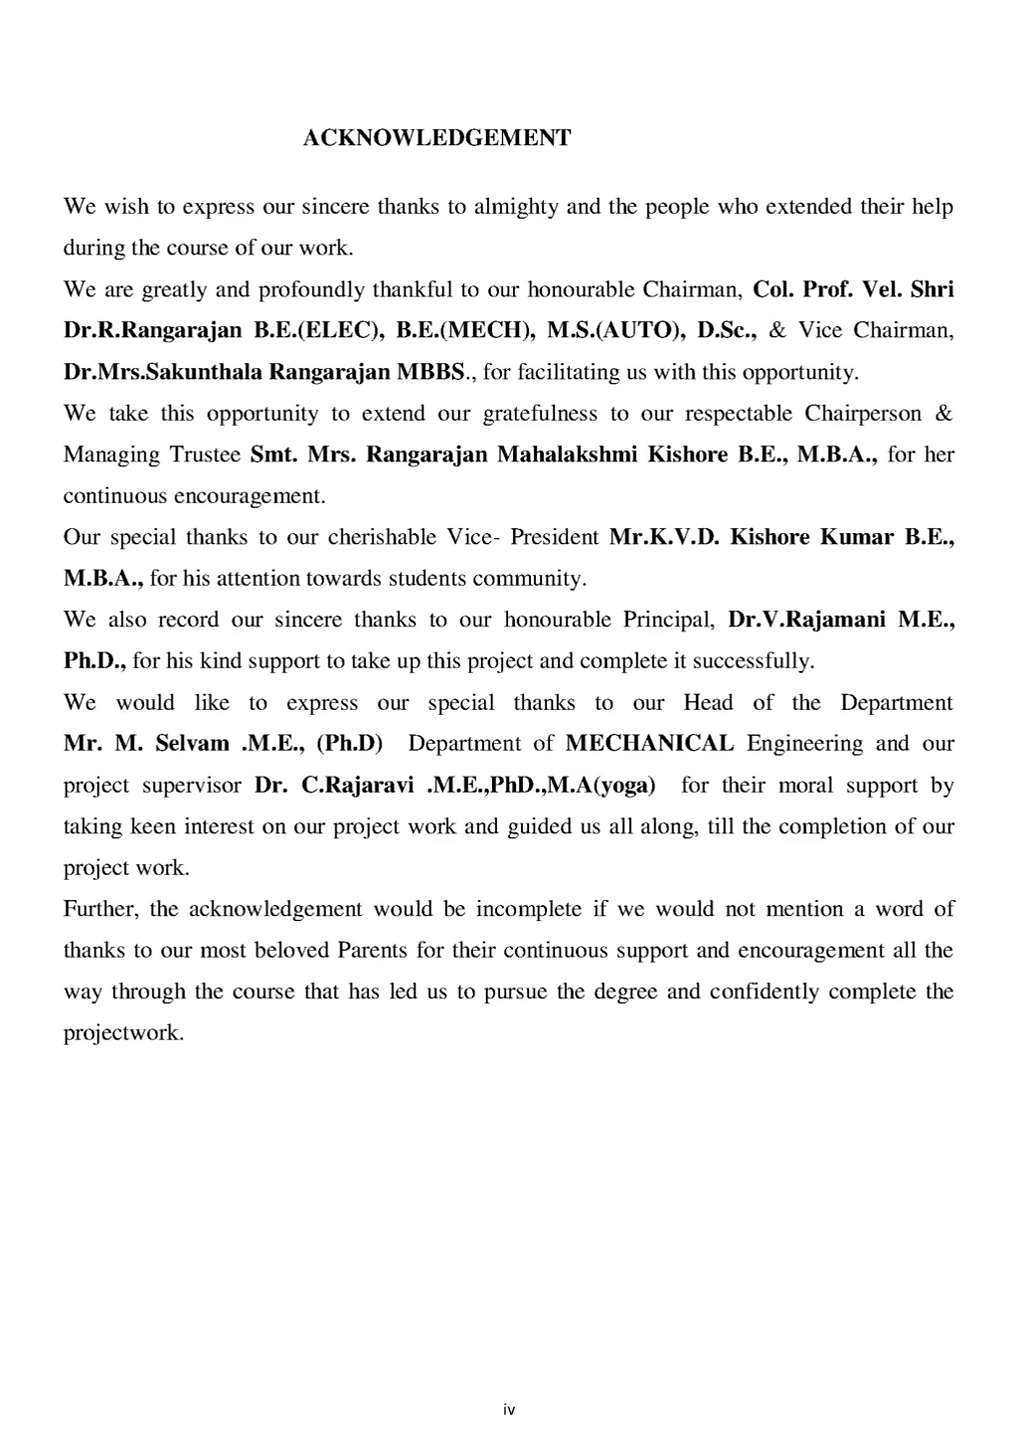 ACKNOWLEDGEMENT
We wish to express our sincere thanks to almighty and the people who extended their help
during the course of our work.
We are greatly and profoundly thankful to our honourable Chairman, Col. Prof. Vel. Shri
Dr.R.Rangarajan B.E.(ELEC), B.E.(MECH), M.S.(AUTO), D.Sc., & Vice Chairman,
Dr.Mrs.Sakunthala Rangarajan MBBS., for facilitating us with this opportunity.
We take this opportunity to extend our gratefulness to our respectable Chairperson &
Managing Trustee Smt. Mrs. Rangarajan Mahalakshmi Kishore B.E., M.B.A., for her
continuous encouragement.
Our special thanks to our cherishable Vice- President Mr.K.V.D. Kishore Kumar B.E.,
M.B.A., for his attention towards students community.
We also record our sincere thanks to our honourable Principal, Dr.V.Rajamani M.E.,
Ph.D., for his kind support to take up this project and complete it successfully.
We would like to express our special thanks to our Head of the Department
Mr. M. Selvam .M.E., (Ph.D) Department of MECHANICAL Engineering and our
project supervisor Dr. C.Rajaravi .M.E.,PhD.,M.A(yoga) for their moral support by
taking keen interest on our project work and guided us all along, till the completion of our
project work.
Further, the acknowledgement would be incomplete if we would not mention a word of
thanks to our most beloved Parents for their continuous support and encouragement all the
way through the course that has led us to pursue the degree and confidently complete the
projectwork.
iv